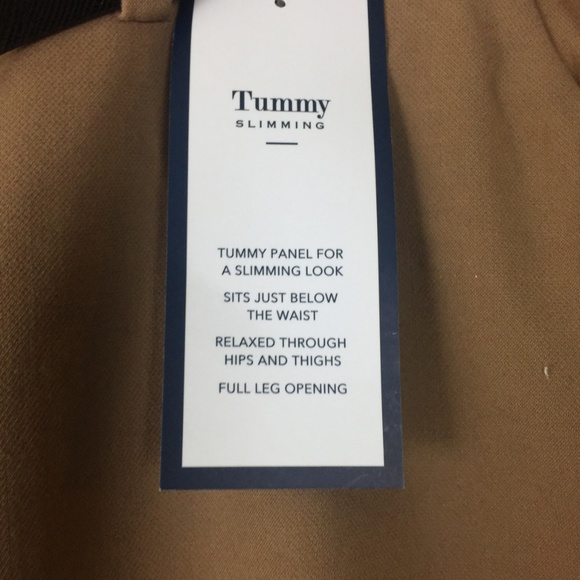 Tummy
SLIMMING
TUMMY PANEL FOR
A SLIMMING LOOK
SITS JUST BELOW
THE WAIST
RELAXED THROUGH
HIPS AND THIGHS
FULL LEG OPENING